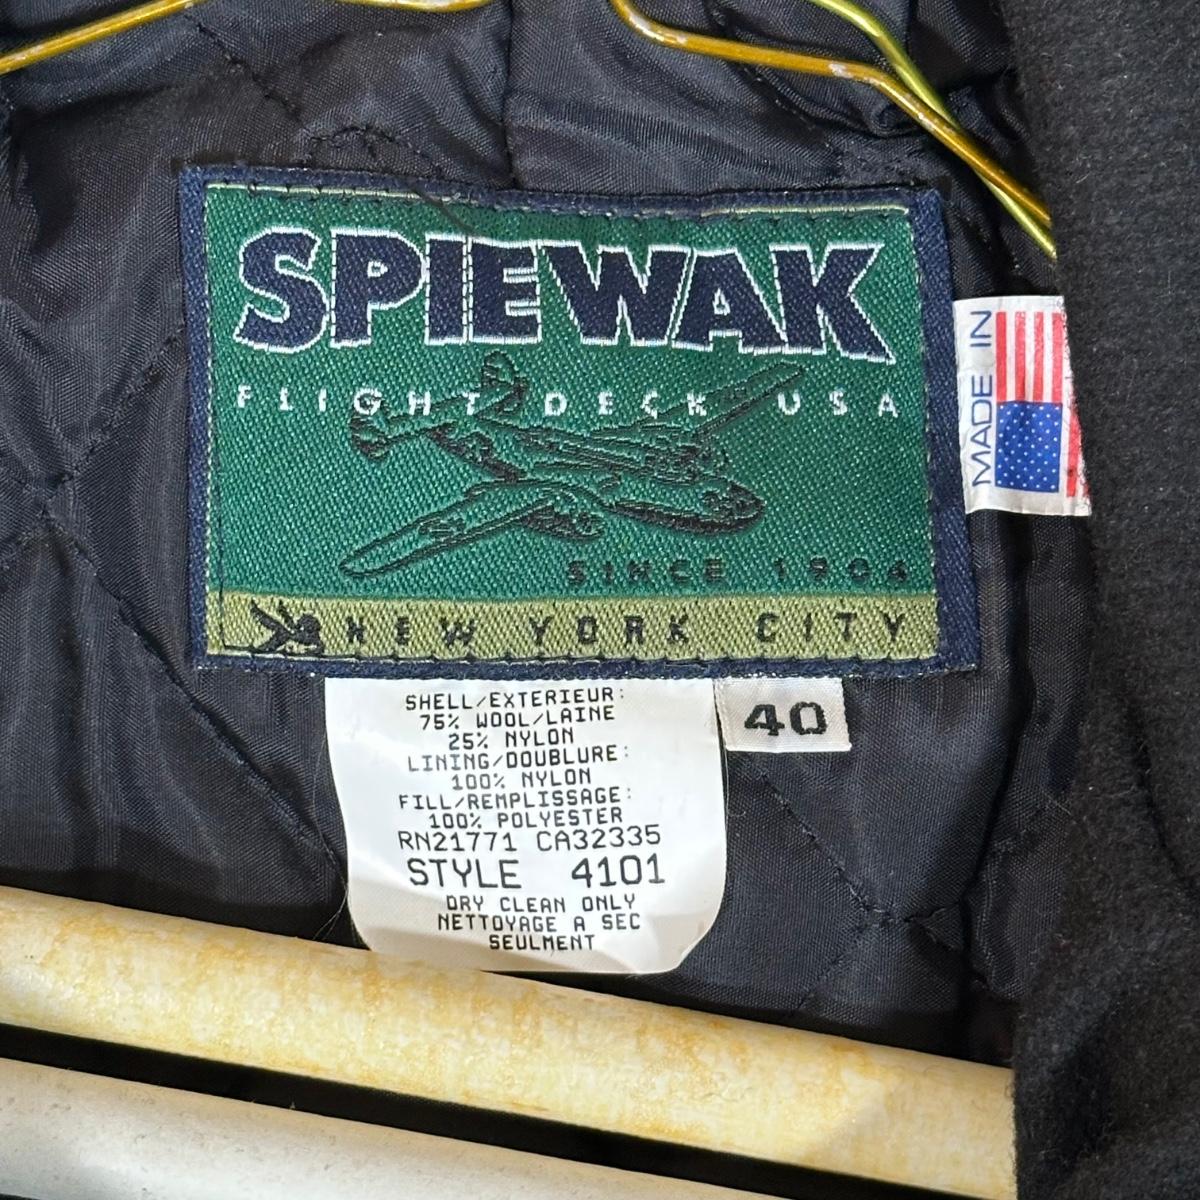 SPIEWAK
FLIGHT DECK USA
SINCE 1904
NEW YORK CITY
MADE IN
40
SHELL/EXTERIEUR:
75% WOOL/LAINE
25% NYLON
LINING/DOUBLURE:
100% NYLON
FILL/REMPLISSAGE:
100% POLYESTER
RN21771 CA32335
STYLE 4101
DRY CLEAN ONLY
NETTOYAGE A SEC
SEULMENT